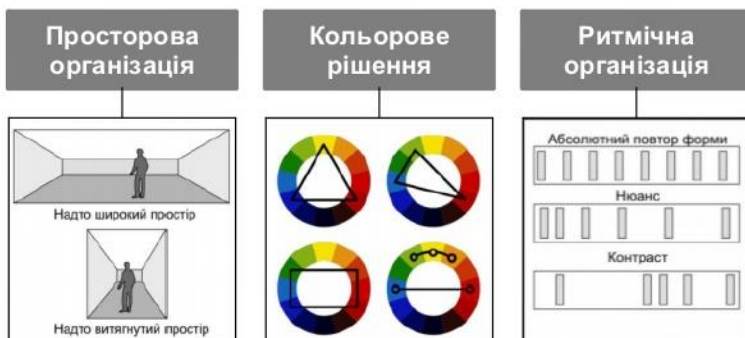 Просторова
організація
Кольорове
рішення
Ритмічна
організація
Надто широкий простір
Надто витягнутий простір
Абсолютний повтор форми
Нюанс
Контраст